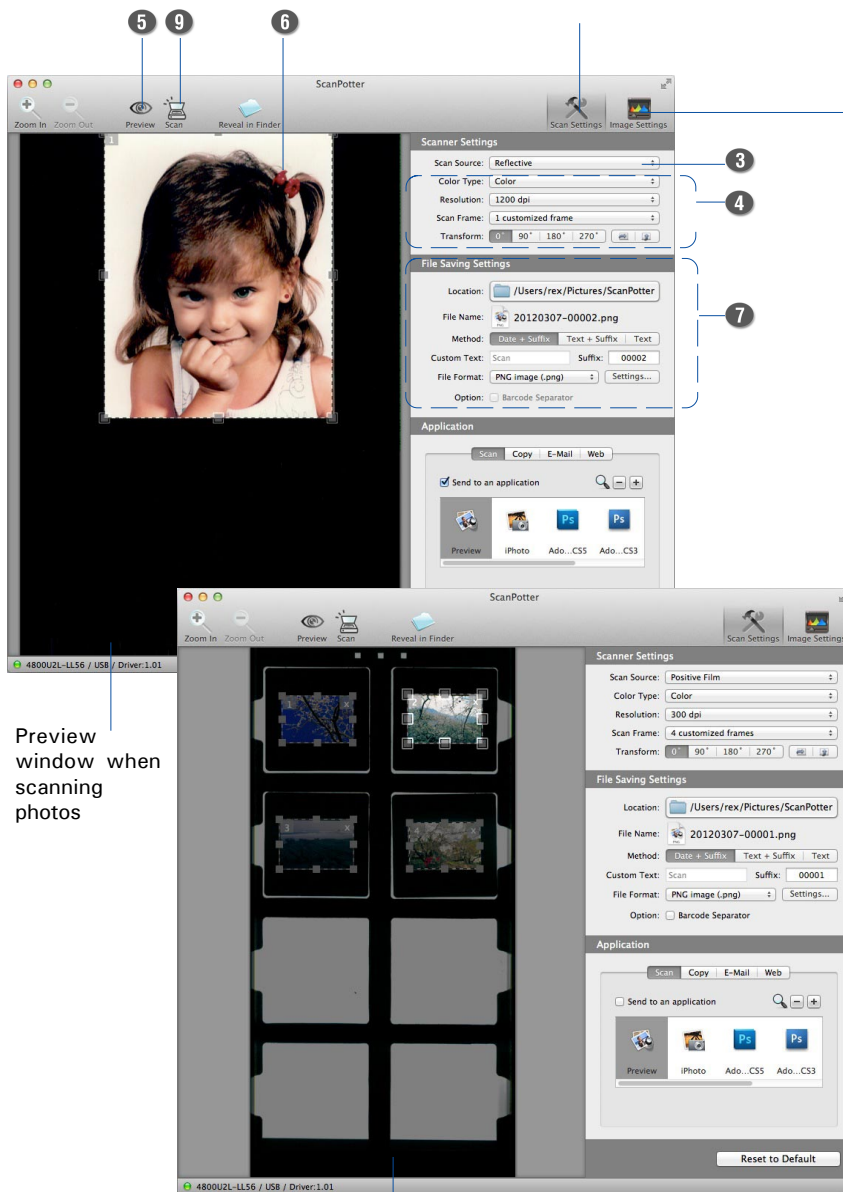 5 9 6
ScanPotter
Zoom In Zoom Out Preview Scan Reveal in Finder Scan Settings Image Settings
1
Scanner Settings
Scan Source: Reflective
3
Color Type: Color
Resolution: 1200 dpi
4
Scan Frame: 1 customized frame
Transform: 0° 90° 180° 270°
File Saving Settings
Location: /Users/rex/Pictures/ScanPotter
File Name: 20120307-00002.png
7
Method: Date + Suffix Text + Suffix Text
Custom Text: Scan Suffix: 00002
File Format: PNG image (.png) Settings...
Option: Barcode Separator
Application
Scan Copy E-Mail Web
Send to an application
Ps Ps
Preview iPhoto Ado...CS5 Ado...CS3
4800U2L-LL56 / USB / Driver:1.01
Preview
window when
scanning
photos
ScanPotter
Zoom In Zoom Out Preview Scan Reveal in Finder Scan Settings Image Settings
Scanner Settings
Scan Source: Positive Film
1 x
Color Type: Color
Resolution: 300 dpi
Scan Frame: 4 customized frames
Transform: 0° 90° 180° 270°
File Saving Settings
Location: /Users/rex/Pictures/ScanPotter
3 x 4 x
File Name: 20120307-00001.png
Method: Date + Suffix Text + Suffix Text
Custom Text: Scan Suffix: 00001
File Format: PNG image (.png) Settings...
Option: Barcode Separator
Application
Scan Copy E-Mail Web
Send to an application
Ps Ps
Preview iPhoto Ado...CS5 Ado...CS3
Reset to Default
4800U2L-LL56 / USB / Driver:1.01